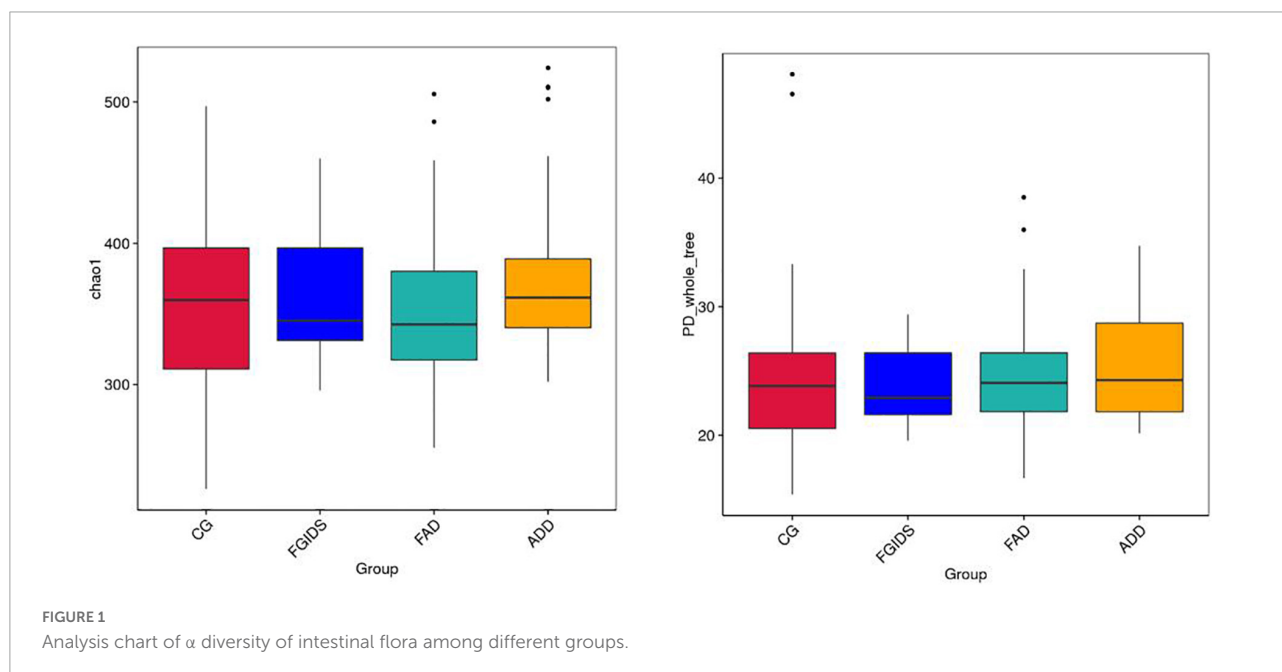 500
400
300
chao1
CG
FGIDS
FAD
ADD
Group
40
30
20
PD_whole_tree
CG
FGIDS
FAD
ADD
Group
FIGURE 1
Analysis chart of α diversity of intestinal flora among different groups.